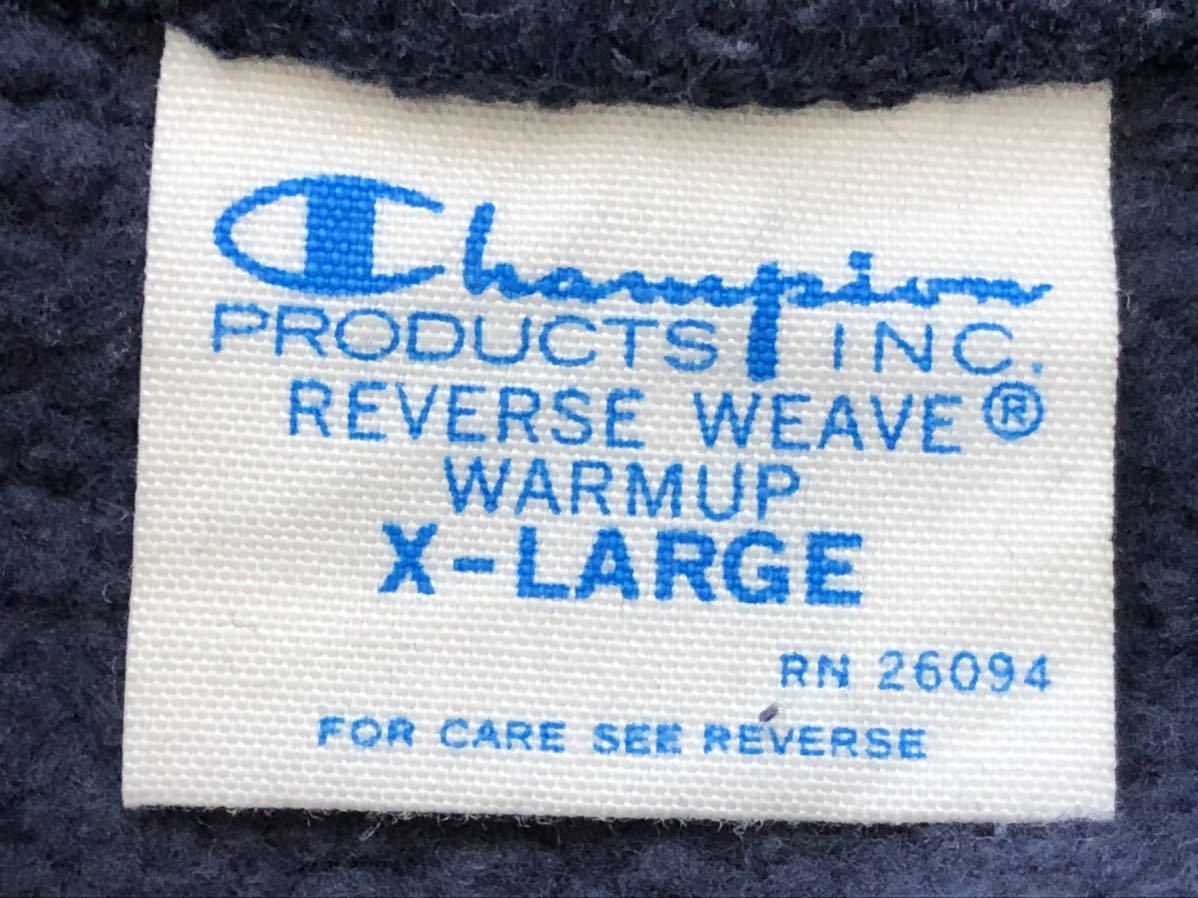 Champion
PRODUCTS INC.
REVERSE WEAVE®
WARMUP
X-LARGE
RN 26094
FOR CARE SEE REVERSE